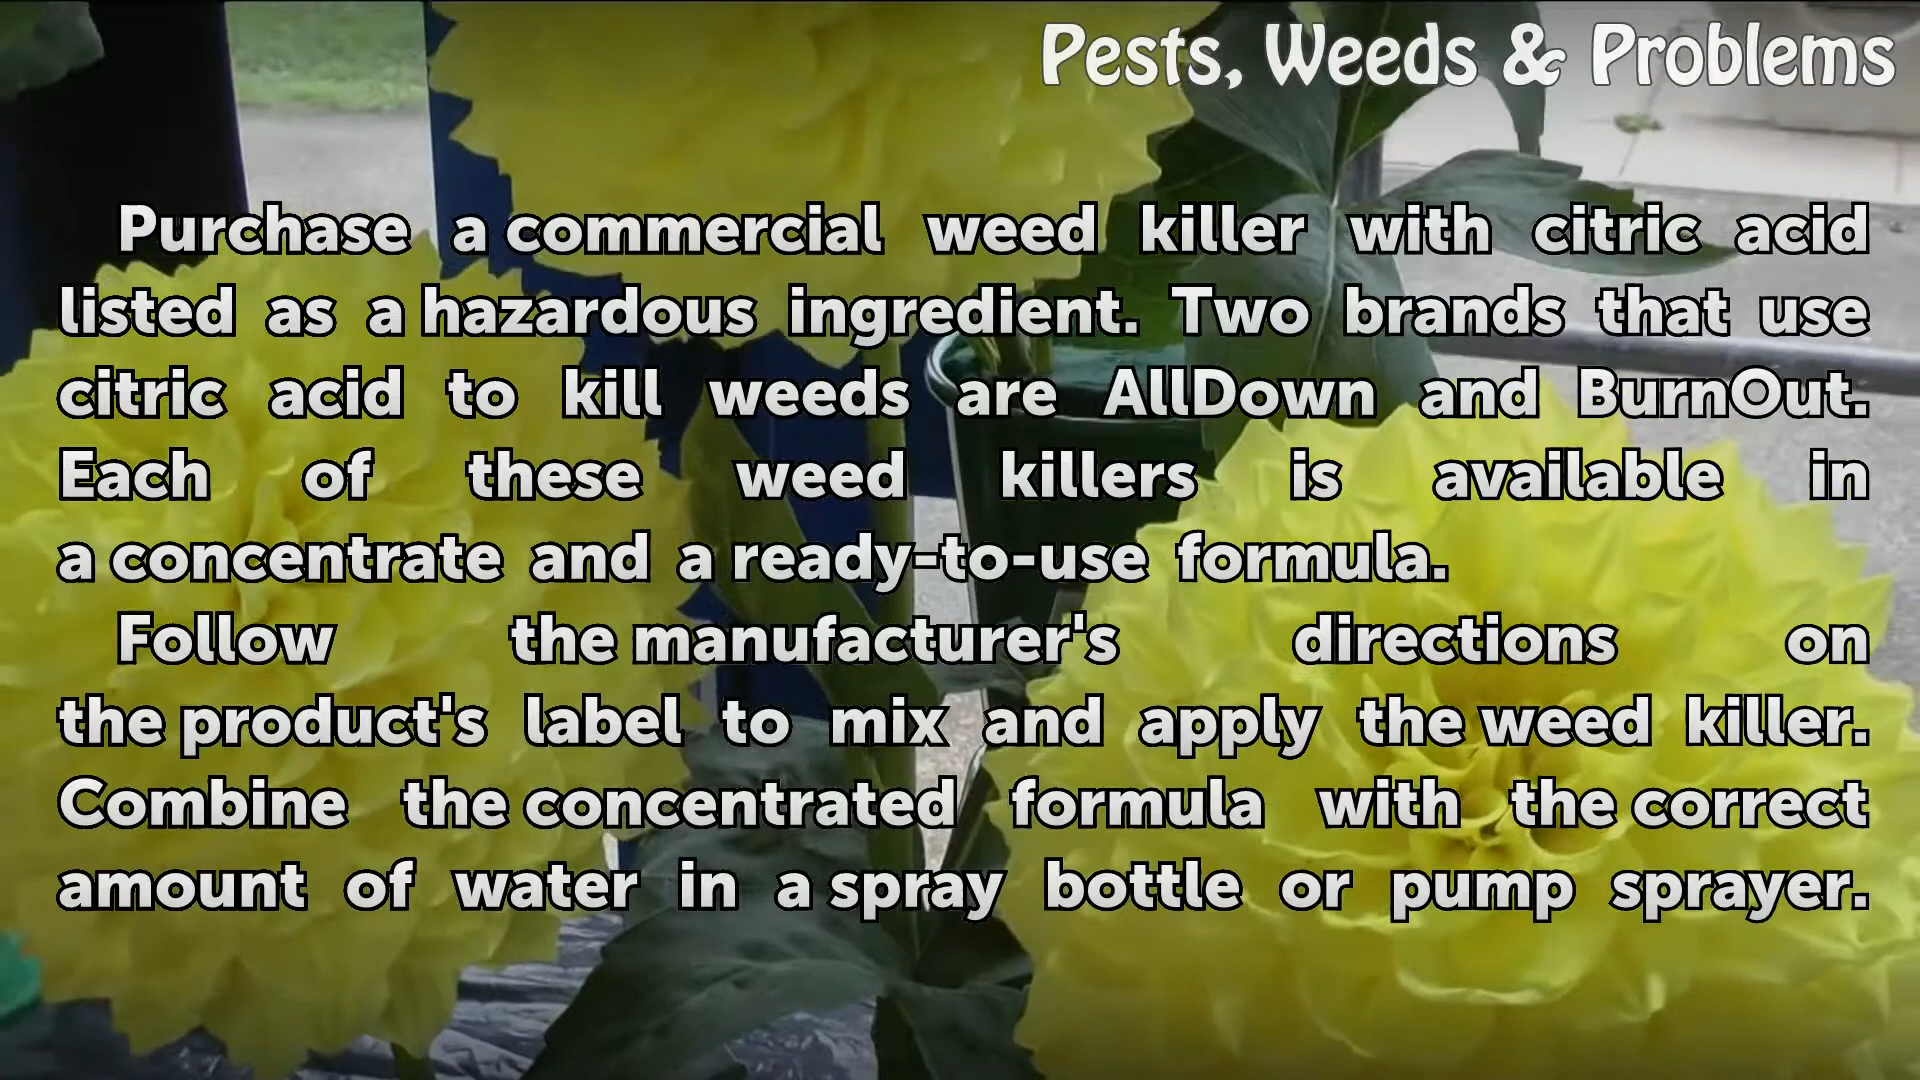 Pests, Weeds & Problems
Purchase a commercial weed killer with citric acid
listed as a hazardous ingredient. Two brands that use
citric acid to kill weeds are AllDown and BurnOut.
Each of these weed killers is available in
a concentrate and a ready-to-use formula.
Follow the manufacturer's directions on
the product's label to mix and apply the weed killer.
Combine the concentrated formula with the correct
amount of water in a spray bottle or pump sprayer.